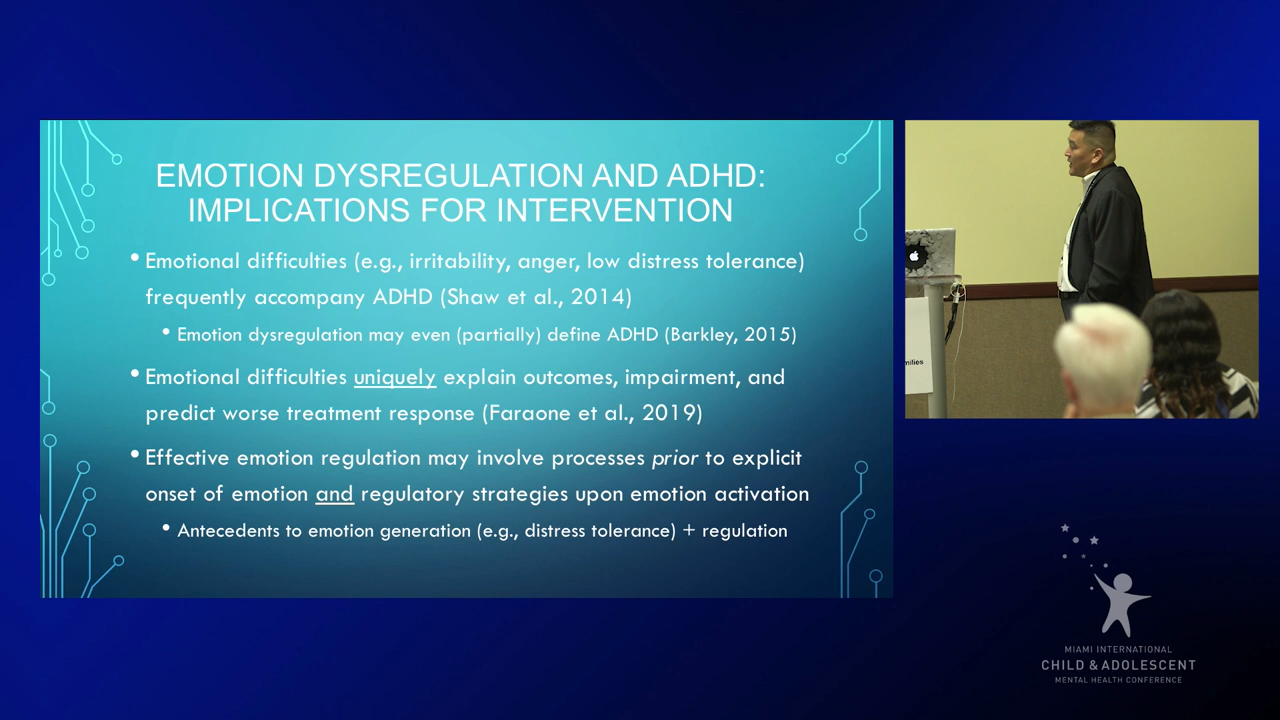 EMOTION DYSREGULATION AND ADHD:
IMPLICATIONS FOR INTERVENTION
• Emotional difficulties (e.g., irritability, anger, low distress tolerance)
frequently accompany ADHD (Shaw et al., 2014)
• Emotion dysregulation may even (partially) define ADHD (Barkley, 2015)
• Emotional difficulties uniquely explain outcomes, impairment, and
predict worse treatment response (Faraone et al., 2019)
• Effective emotion regulation may involve processes prior to explicit
onset of emotion and regulatory strategies upon emotion activation
• Antecedents to emotion generation (e.g., distress tolerance) + regulation
milies
MIAMI INTERNATIONAL
CHILD & ADOLESCENT
MENTAL HEALTH CONFERENCE